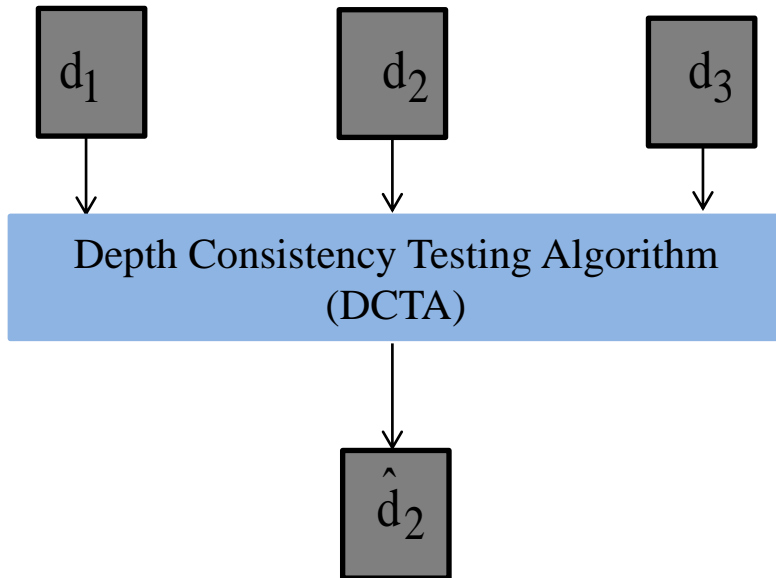 d₁ d₂ d₃
Depth Consistency Testing Algorithm
(DCTA)
d̂₂